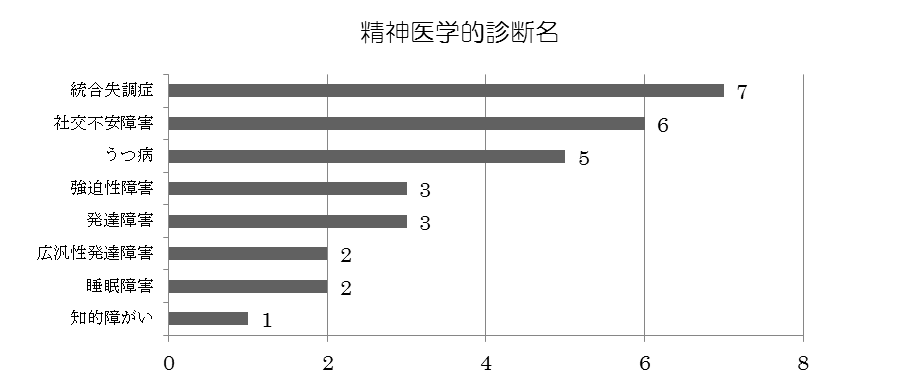 精神医学的診断名
統合失調症 7
社交不安障害 6
うつ病 5
強迫性障害 3
発達障害 3
広汎性発達障害 2
睡眠障害 2
知的障がい 1
0 2 4 6 8